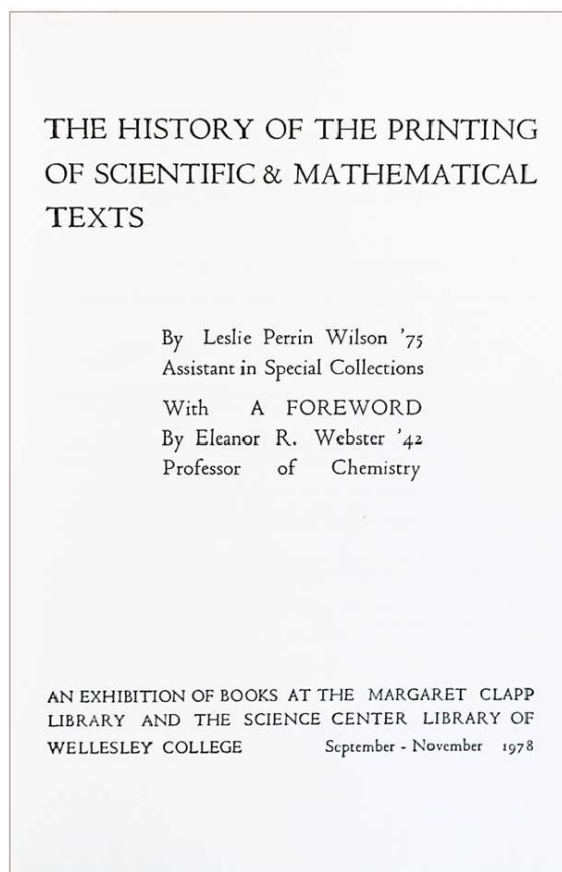 THE HISTORY OF THE PRINTING
OF SCIENTIFIC & MATHEMATICAL
TEXTS
By Leslie Perrin Wilson '75
Assistant in Special Collections
With A FOREWORD
By Eleanor R. Webster '42
Professor of Chemistry
AN EXHIBITION OF BOOKS AT THE MARGARET CLAPP
LIBRARY AND THE SCIENCE CENTER LIBRARY OF
WELLESLEY COLLEGE September - November 1978